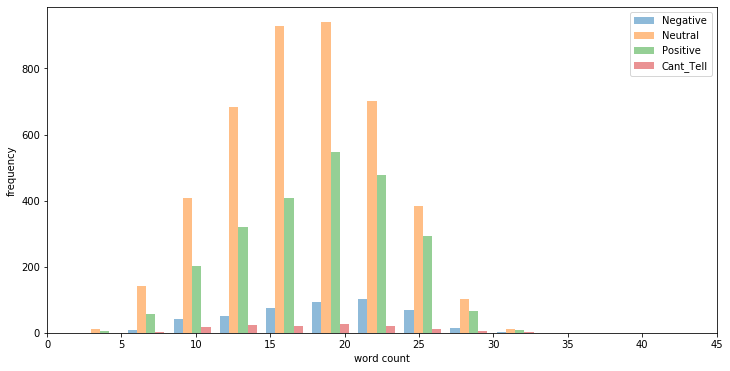 Negative
Neutral
Positive
Cant_Tell
frequency
800
600
400
200
0
0 5 10 15 20 25 30 35 40 45
word count